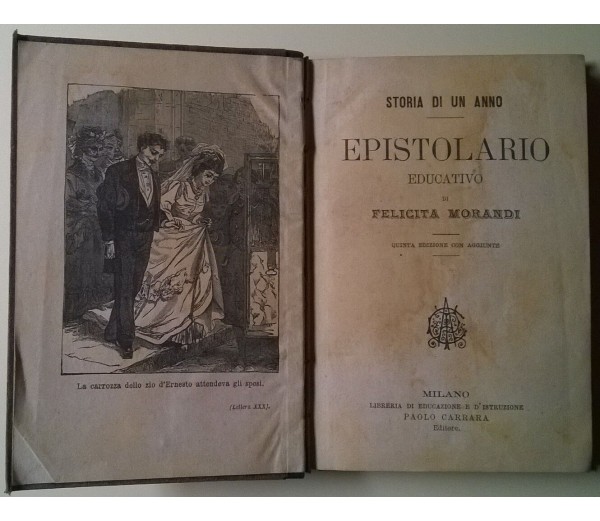 La carrozza dello zio d'Ernesto attendeva gli sposi.
(Lettera XXX).
STORIA DI UN ANNO
EPISTOLARIO
EDUCATIVO
DI
FELICITA MORANDI
QUINTA EDIZIONE CON AGGIUNTE
MILANO
LIBRERIA DI EDUCAZIONE E D'ISTRUZIONE
PAOLO CARRARA
Editore.